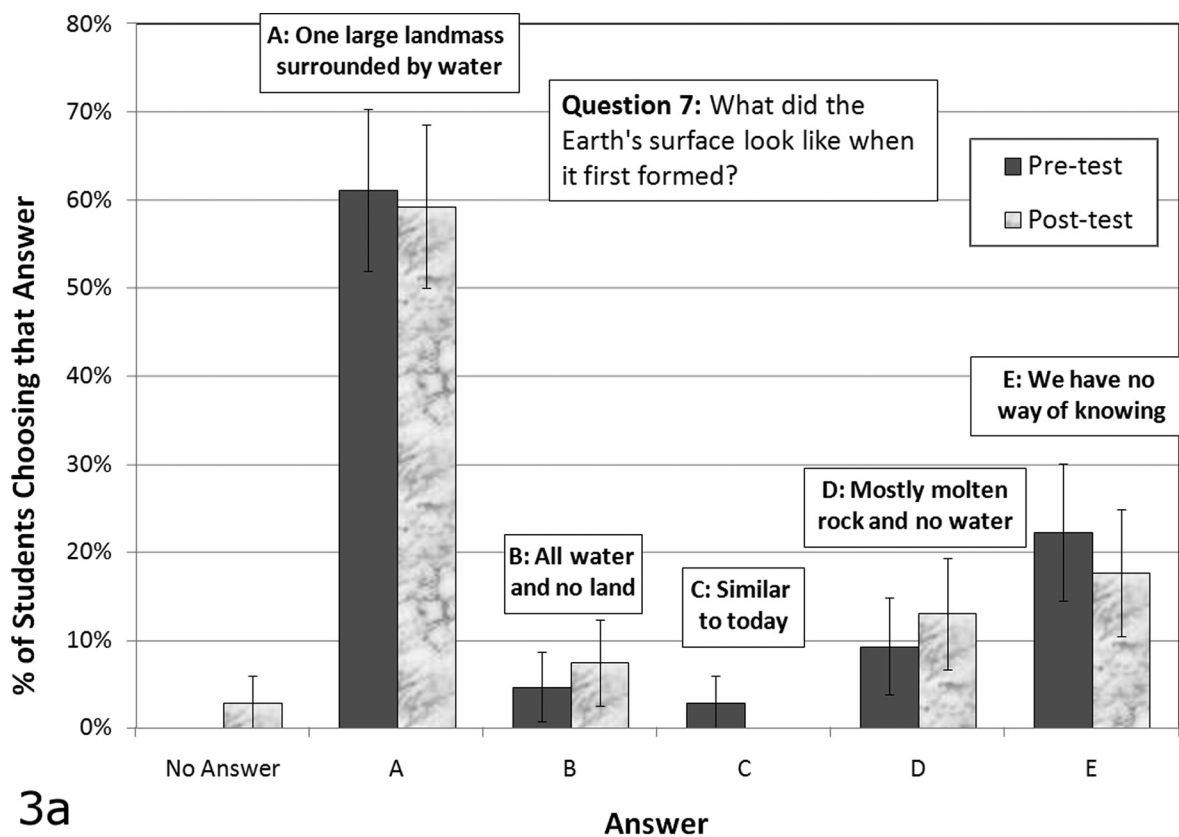 80%
70%
60%
50%
40%
30%
20%
10%
0%
% of Students Choosing that Answer
A: One large landmass
surrounded by water
Question 7: What did the
Earth's surface look like when
it first formed?
Pre-test
Post-test
E: We have no
way of knowing
D: Mostly molten
rock and no water
B: All water
and no land
C: Similar
to today
No Answer
A
B
C
D
E
3a
Answer